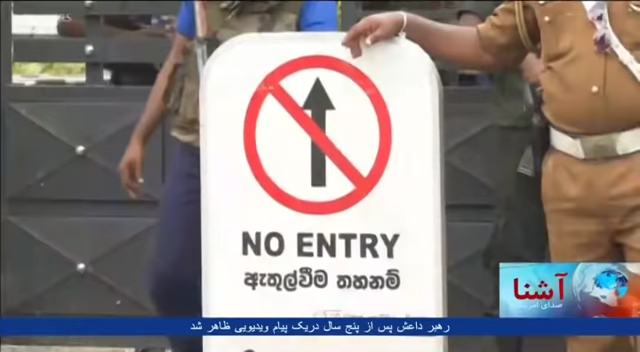 NO ENTRY
ඇතුල්වීම තහනම්
آشنا
صدای امریکا
رهبر داعش پس از پنج سال دریک پیام ویدیویی ظاهر شد